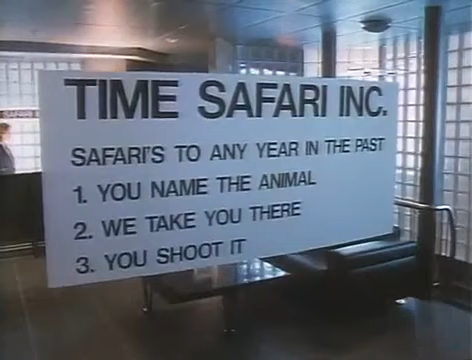 TIME SAFARI INC.
SAFARI'S TO ANY YEAR IN THE PAST
1. YOU NAME THE ANIMAL
2. WE TAKE YOU THERE
3. YOU SHOOT IT